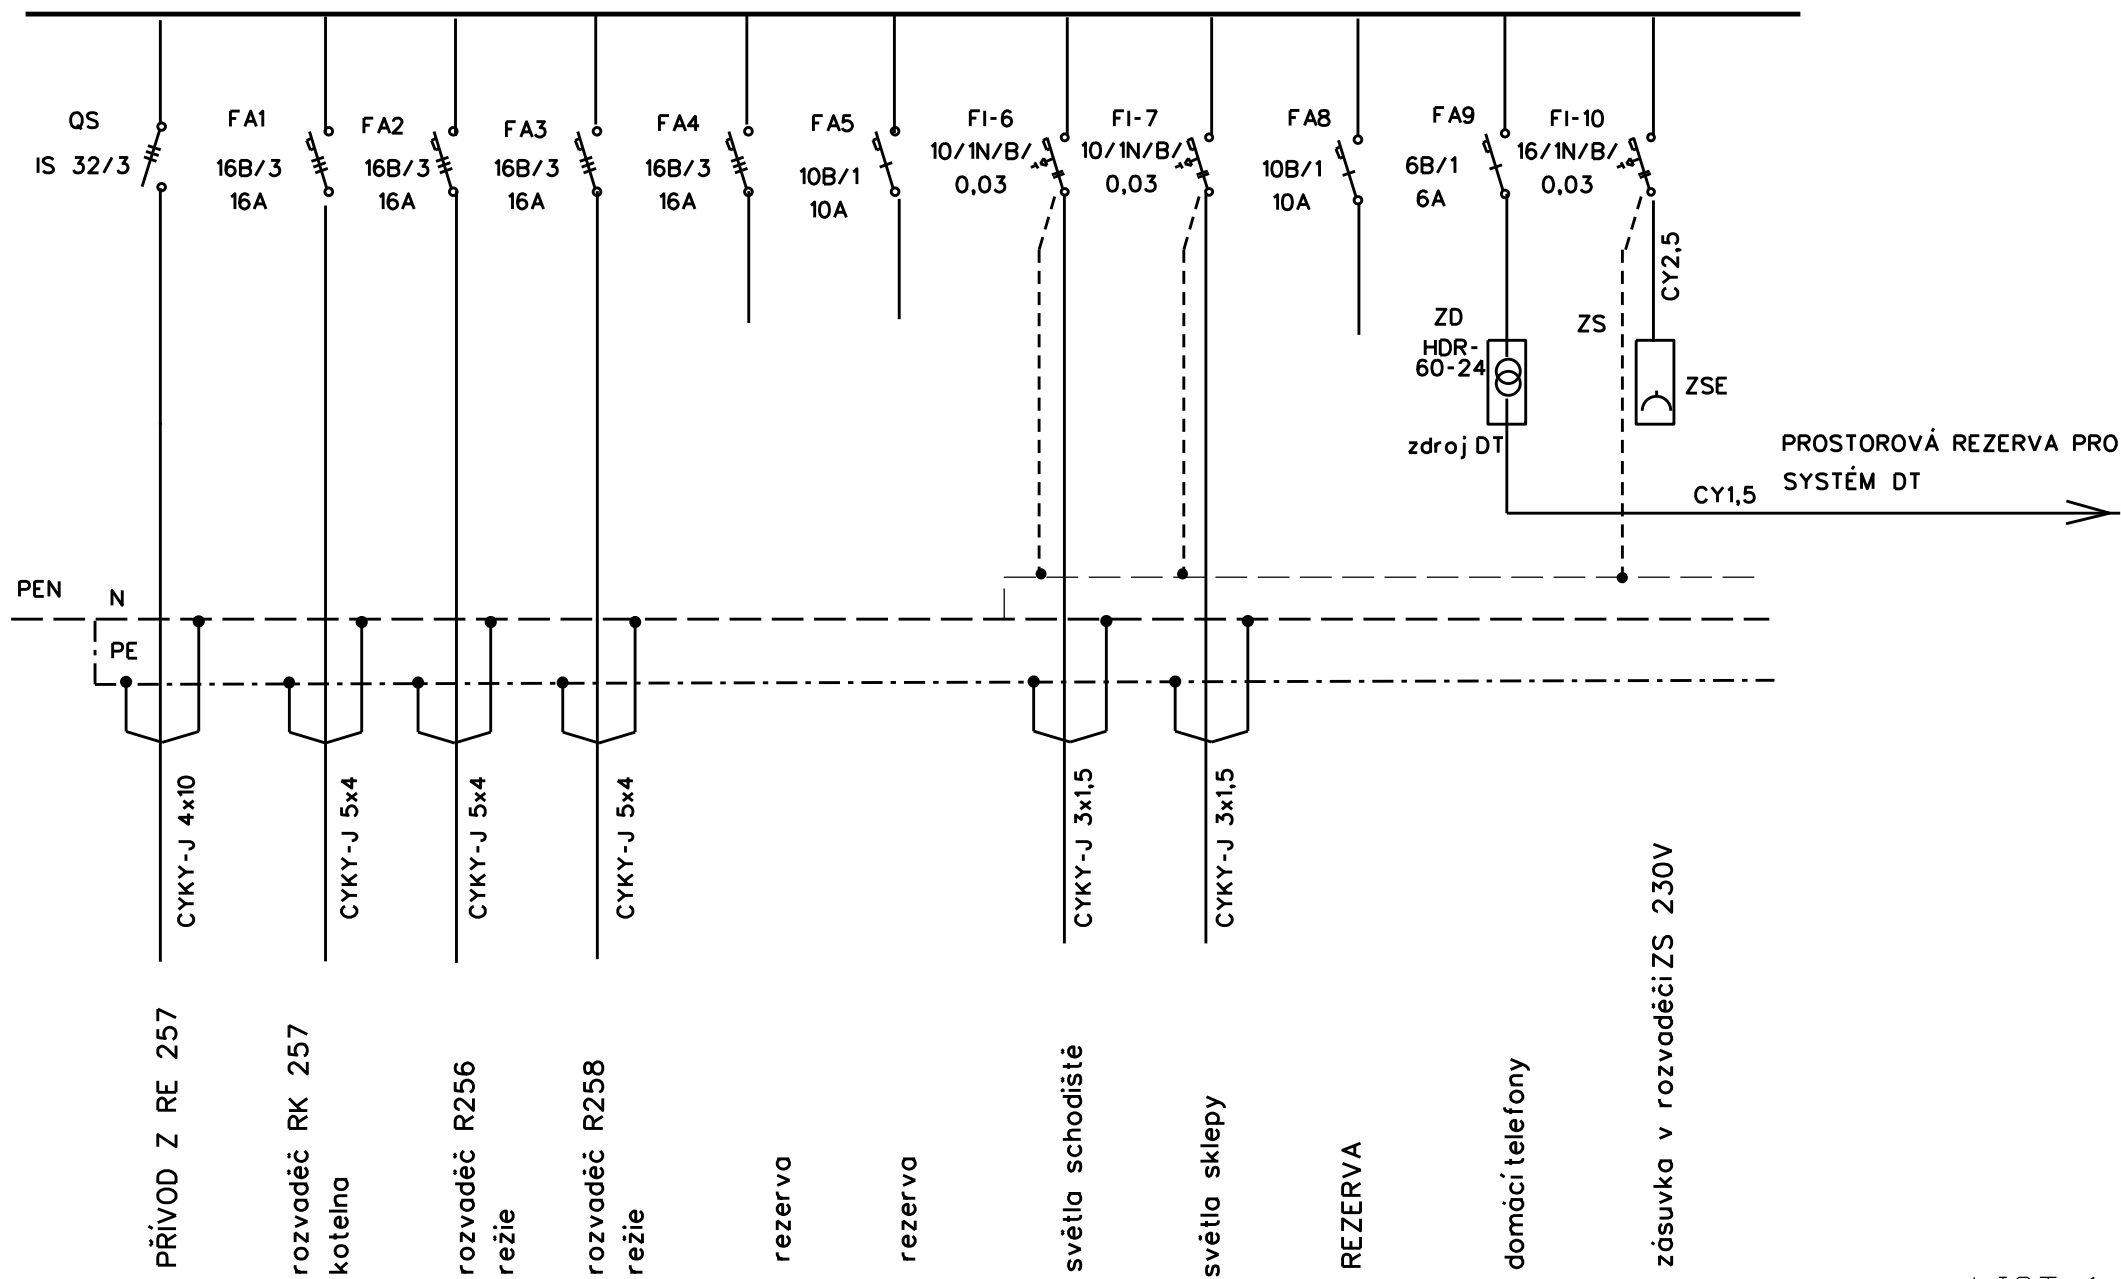 QS
IS 32/3
FA1
16B/3
16A
FA2
16B/3
16A
FA3
16B/3
16A
FA4
16B/3
16A
FA5
10B/1
10A
FI-6
10/1N/B/
0,03
FI-7
10/1N/B/
0,03
FA8
10B/1
10A
FA9
6B/1
6A
FI-10
16/1N/B/
0,03
CY2,5
ZD
HDR-
60-24
zdroj DT
ZS
ZSE
PROSTOROVÁ REZERVA PRO
SYSTÉM DT
CY1,5
PEN
N
PE
CYKY-J 4x10
CYKY-J 5x4
CYKY-J 5x4
CYKY-J 5x4
CYKY-J 3x1,5
CYKY-J 3x1,5
PŘÍVOD Z RE 257
rozvaděč RK 257
kotelna
rozvaděč R256
režie
rozvaděč R258
režie
rezerva
rezerva
světla schodiště
světla sklepy
REZERVA
domácí telefony
zásuvka v rozvaděči ZS 230V